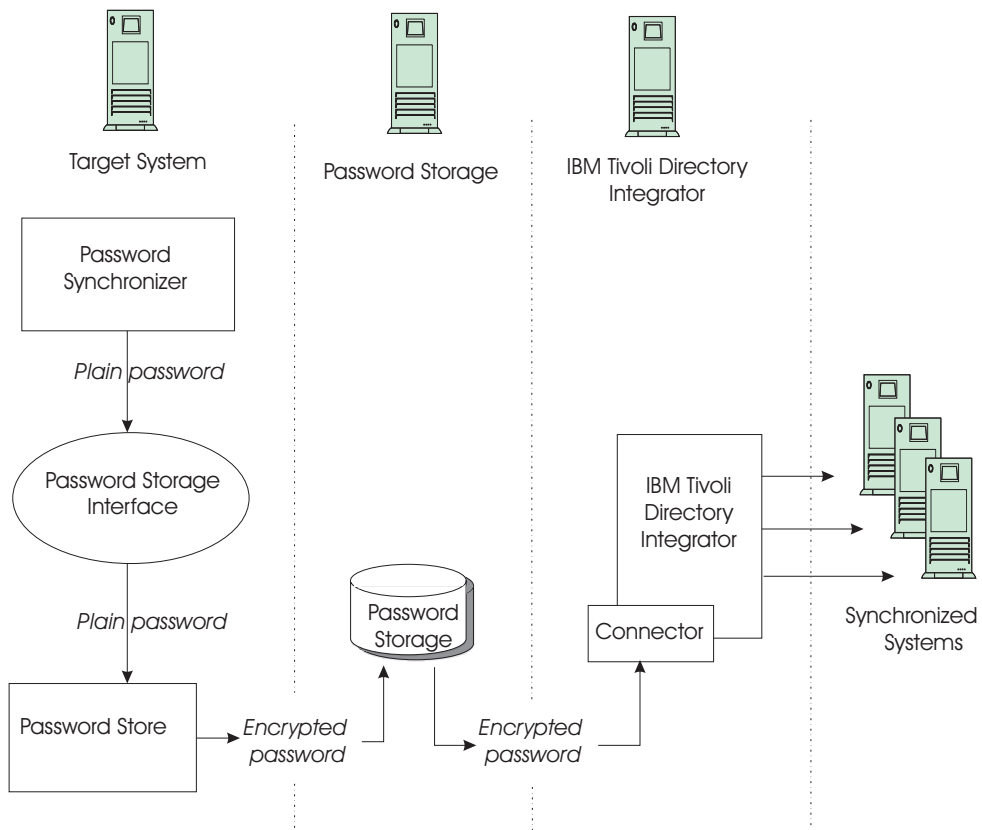 Target System
Password Storage
IBM Tivoli Directory
Integrator
Password
Synchronizer
Plain password
Password Storage
Interface
Plain password
Password Store
Encrypted
password
Password
Storage
Encrypted
password
IBM Tivoli
Directory
Integrator
Connector
Synchronized
Systems